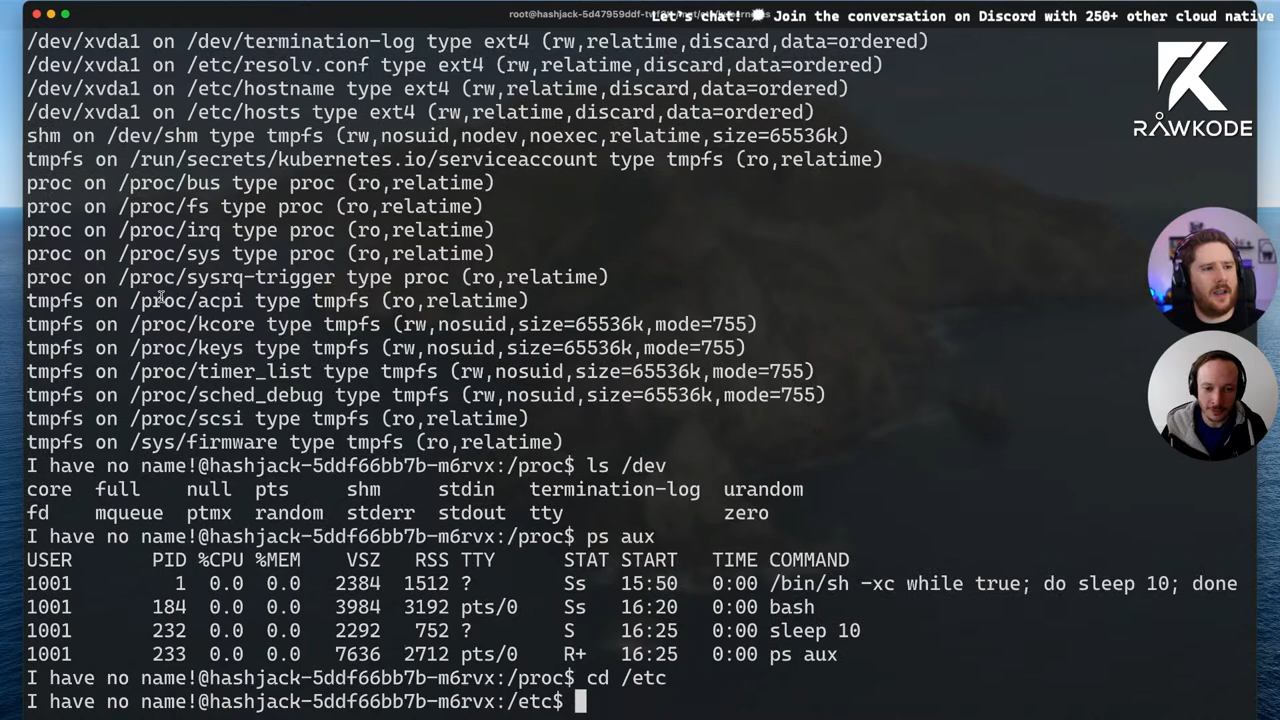 root@hashjack-5d47959ddf-
Let's chat! Join the conversation on Discord with 250+ other cloud native
/dev/xvda1 on /dev/termination-log type ext4 (rw,relatime,discard,data=ordered)
/dev/xvda1 on /etc/resolv.conf type ext4 (rw,relatime,discard,data=ordered)
/dev/xvda1 on /etc/hostname type ext4 (rw,relatime,discard,data=ordered)
/dev/xvda1 on /etc/hosts type ext4 (rw,relatime,discard,data=ordered)
shm on /dev/shm type tmpfs (rw,nosuid,nodev,noexec,relatime,size=65536k)
tmpfs on /run/secrets/kubernetes.io/serviceaccount type tmpfs (ro,relatime)
proc on /proc/bus type proc (ro,relatime)
proc on /proc/fs type proc (ro,relatime)
proc on /proc/irq type proc (ro,relatime)
proc on /proc/sys type proc (ro,relatime)
proc on /proc/sysrq-trigger type proc (ro,relatime)
tmpfs on /proc/acpi type tmpfs (ro,relatime)
tmpfs on /proc/kcore type tmpfs (rw,nosuid,size=65536k,mode=755)
tmpfs on /proc/keys type tmpfs (rw,nosuid,size=65536k,mode=755)
tmpfs on /proc/timer_list type tmpfs (rw,nosuid,size=65536k,mode=755)
tmpfs on /proc/sched_debug type tmpfs (rw,nosuid,size=65536k,mode=755)
tmpfs on /proc/scsi type tmpfs (ro,relatime)
tmpfs on /sys/firmware type tmpfs (ro,relatime)
I have no name!@hashjack-5ddf66bb7b-m6rvx:/proc$ ls /dev
core full null pts shm stdin termination-log urandom
fd mqueue ptmx random stderr stdout tty zero
I have no name!@hashjack-5ddf66bb7b-m6rvx:/proc$ ps aux
USER PID %CPU %MEM VSZ RSS TTY STAT START TIME COMMAND
1001 1 0.0 0.0 2384 1512 ? Ss 15:50 0:00 /bin/sh -xc while true; do sleep 10; done
1001 184 0.0 0.0 3984 3192 pts/0 Ss 16:20 0:00 bash
1001 232 0.0 0.0 2292 752 ? S 16:25 0:00 sleep 10
1001 233 0.0 0.0 7636 2712 pts/0 R+ 16:25 0:00 ps aux
I have no name!@hashjack-5ddf66bb7b-m6rvx:/proc$ cd /etc
I have no name!@hashjack-5ddf66bb7b-m6rvx:/etc$
RAWKODE